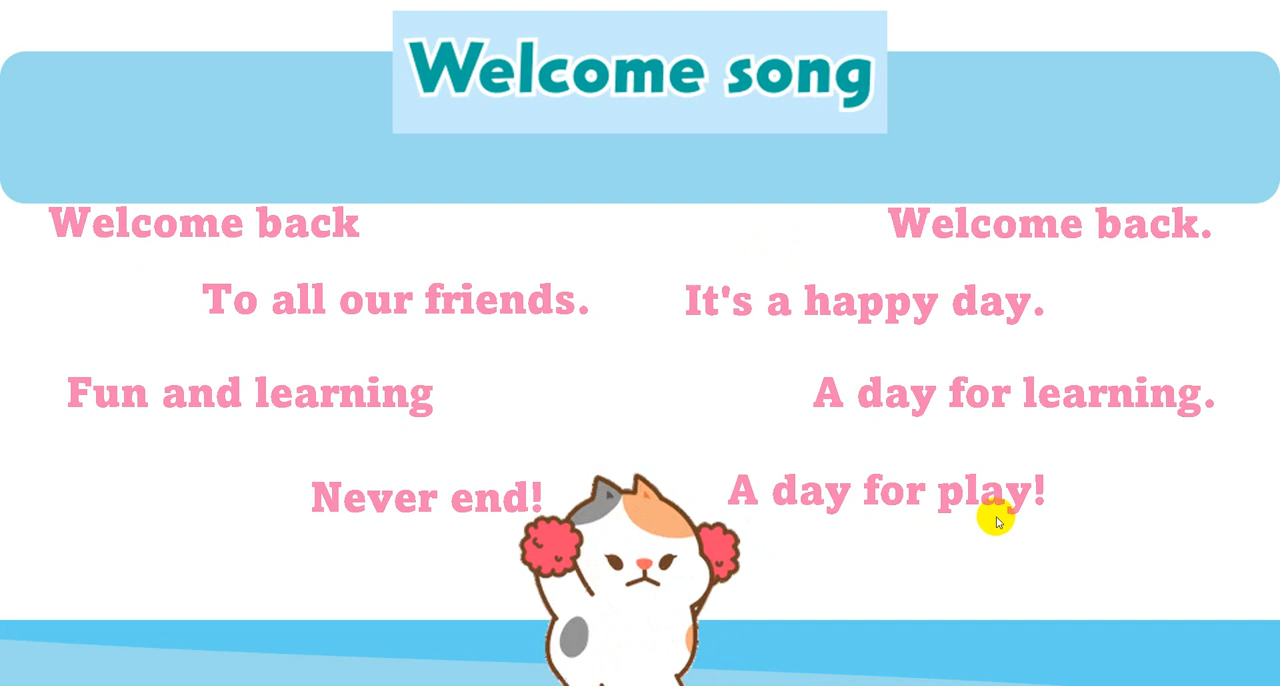 Welcome song
Welcome back
To all our friends.
Fun and learning
Never end!
Welcome back.
It's a happy day.
A day for learning.
A day for play!